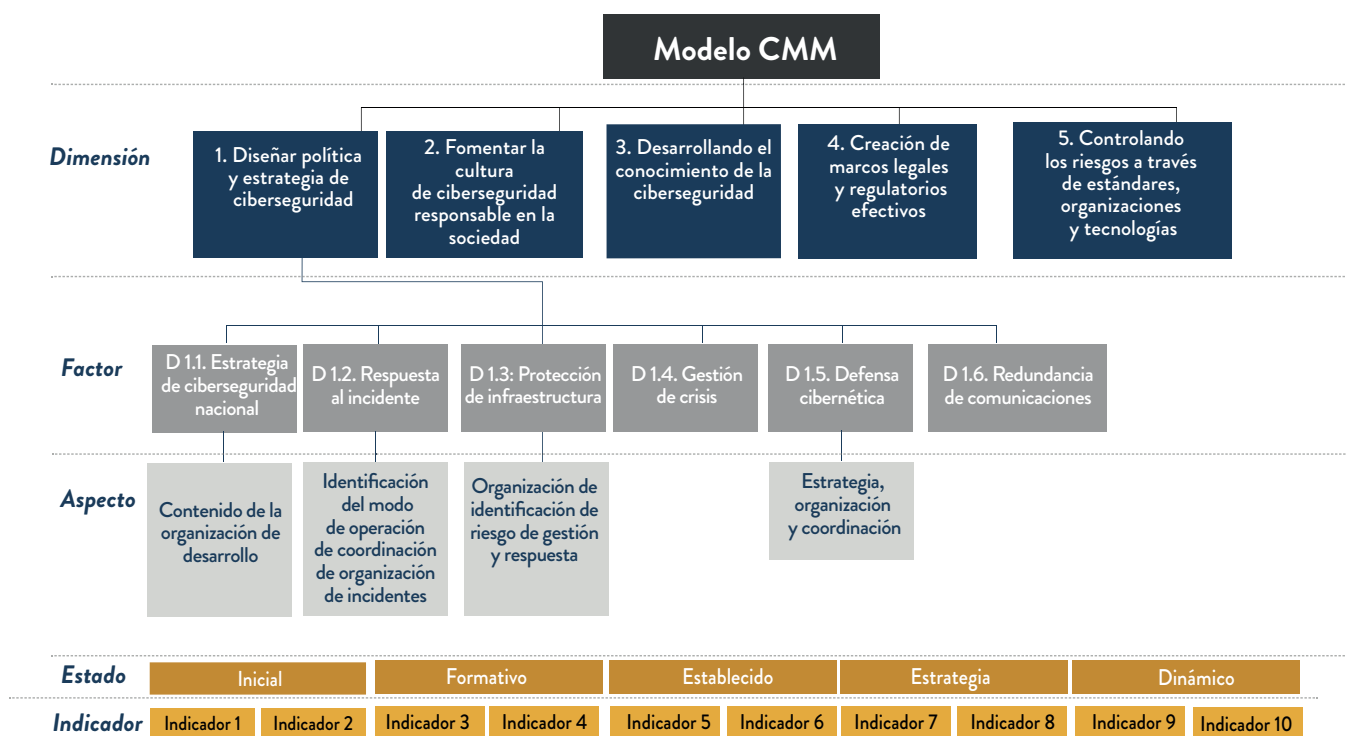 Modelo CMM
Dimensión
1. Diseñar política
y estrategia de
ciberseguridad
2. Fomentar la
cultura
de ciberseguridad
responsable en la
sociedad
3. Desarrollando el
conocimiento de la
ciberseguridad
4. Creación de
marcos legales
y regulatorios
efectivos
5. Controlando
los riesgos a través
de estándares,
organizaciones
y tecnologías
Factor
D 1.1. Estrategia
de ciberseguridad
nacional
D 1.2. Respuesta
al incidente
D 1.3: Protección
de infraestructura
D 1.4. Gestión
de crisis
D 1.5. Defensa
cibernética
D 1.6. Redundancia
de comunicaciones
Aspecto
Contenido de la
organización de
desarrollo
Identificación
del modo
de operación
de coordinación
de organización
de incidentes
Organización de
identificación de
riesgo de gestión
y respuesta
Estrategia,
organización
y coordinación
Estado
Inicial
Formativo
Establecido
Estrategia
Dinámico
Indicador
Indicador 1
Indicador 2
Indicador 3
Indicador 4
Indicador 5
Indicador 6
Indicador 7
Indicador 8
Indicador 9
Indicador 10